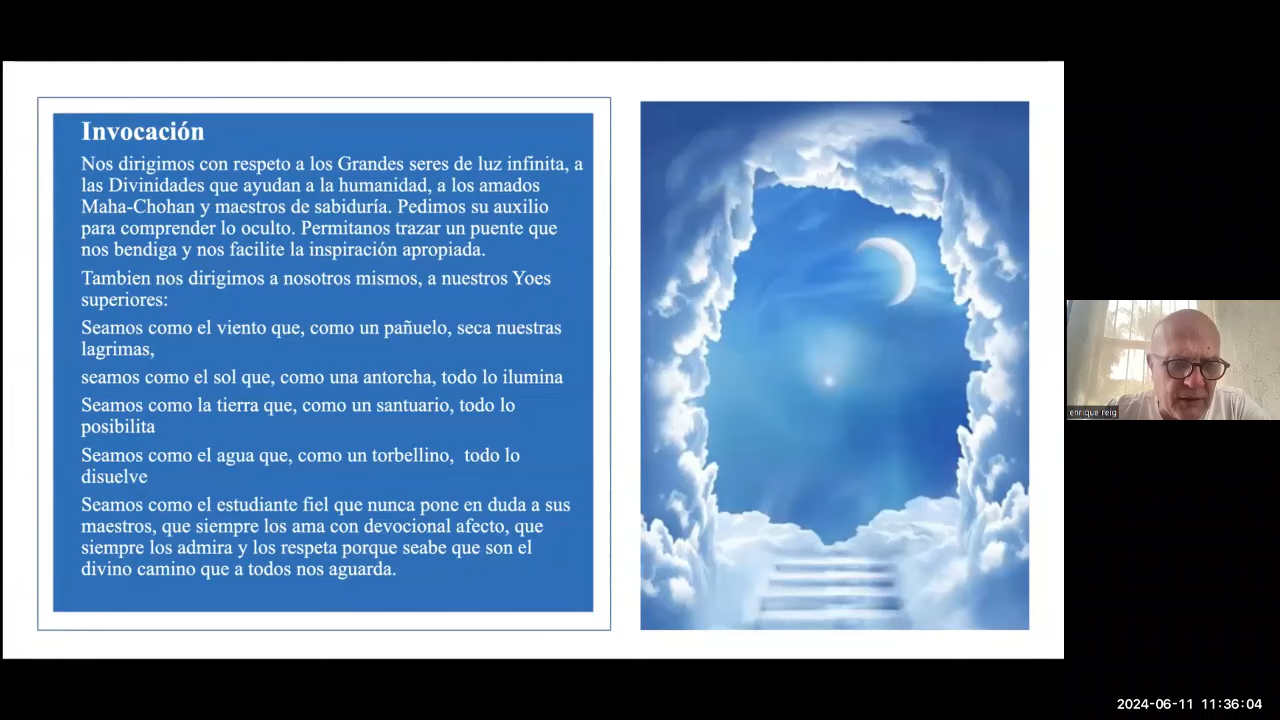 Invocación
Nos dirigimos con respeto a los Grandes seres de luz infinita, a
las Divinidades que ayudan a la humanidad, a los amados
Maha-Chohan y maestros de sabiduría. Pedimos su auxilio
para comprender lo oculto. Permitanos trazar un puente que
nos bendiga y nos facilite la inspiración apropiada.
Tambien nos dirigimos a nosotros mismos, a nuestros Yoes
superiores:
Seamos como el viento que, como un pañuelo, seca nuestras
lagrimas,
seamos como el sol que, como una antorcha, todo lo ilumina
Seamos como la tierra que, como un santuario, todo lo
posibilita
Seamos como el agua que, como un torbellino, todo lo
disuelve
Seamos como el estudiante fiel que nunca pone en duda a sus
maestros, que siempre los ama con devocional afecto, que
siempre los admira y los respeta porque seabe que son el
divino camino que a todos nos aguarda.
enrique reig
2024-06-11 11:36:04